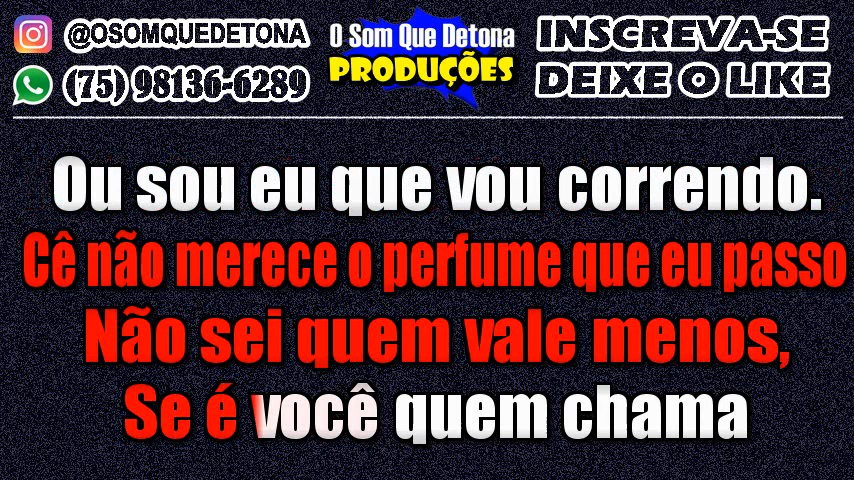 @OSOMQUEDETONA
(75) 98136-6289
O Som Que Detona
PRODUÇÕES
INSCREVA-SE
DEIXE O LIKE
Ou sou eu que vou correndo.
Cê não merece o perfume que eu passo
Não sei quem vale menos,
Se é você quem chama